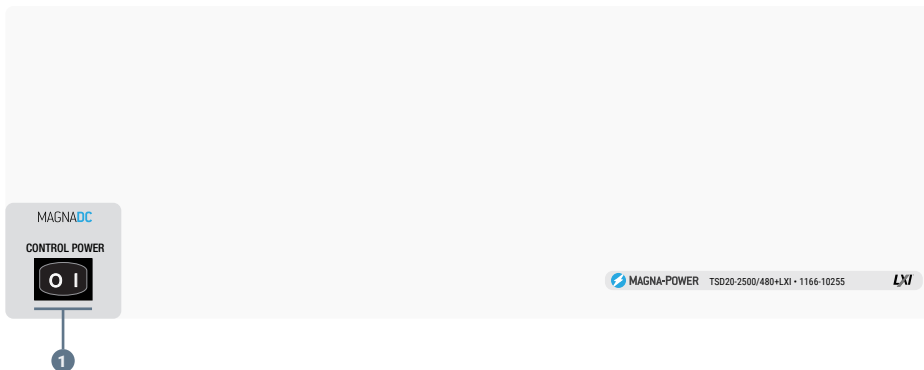 MAGNADC
CONTROL POWER
O I
MAGNA-POWER TSD20-2500/480+LXI • 1166-10255 LXI
1